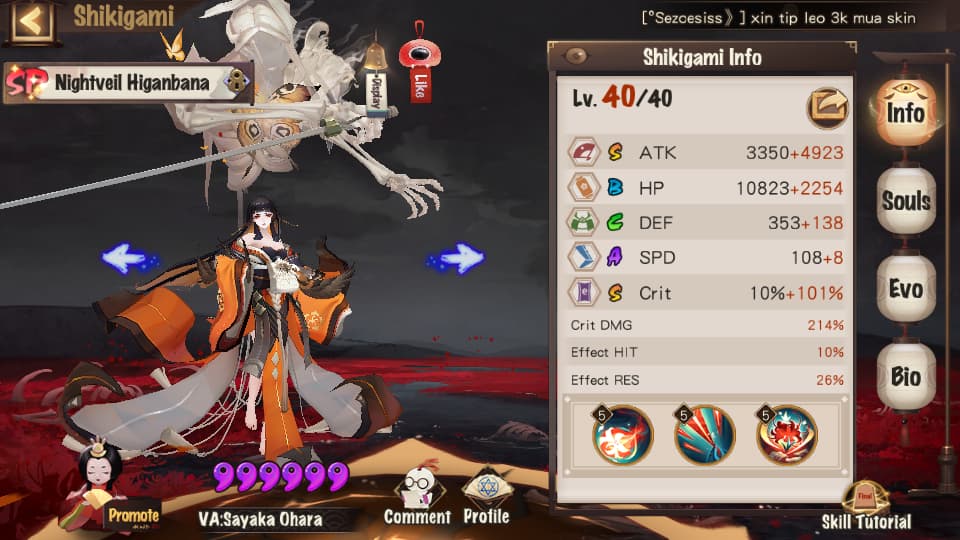 Shikigami
[°Sezcesiss》] xin tip leo 3k mua skin
SP Nightveil Higanbana
Display
Like
Shikigami Info
Lv. 40/40
S ATK 3350+4923
B HP 10823+2254
C DEF 353+138
A SPD 108+8
S Crit 10%+101%
Crit DMG 214%
Effect HIT 10%
Effect RES 26%
5 5 5
Info
Souls
Evo
Bio
Promote
VA:Sayaka Ohara
Comment
Profile
Final
Skill Tutorial